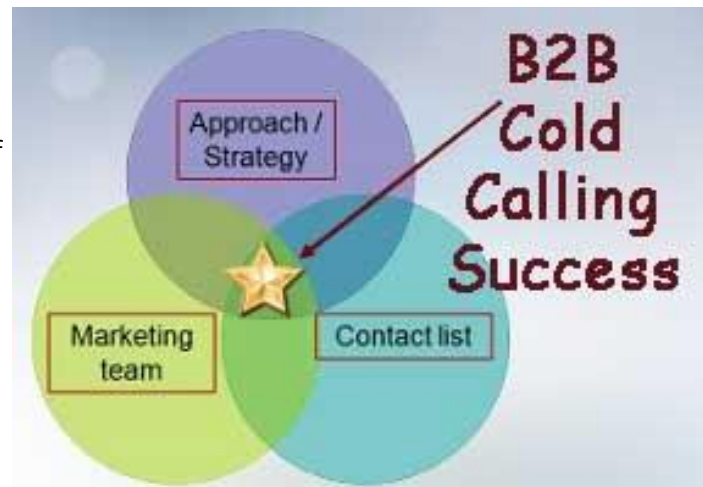 B2B
Cold
Calling
Success
Approach /
Strategy
Marketing
team
Contact list